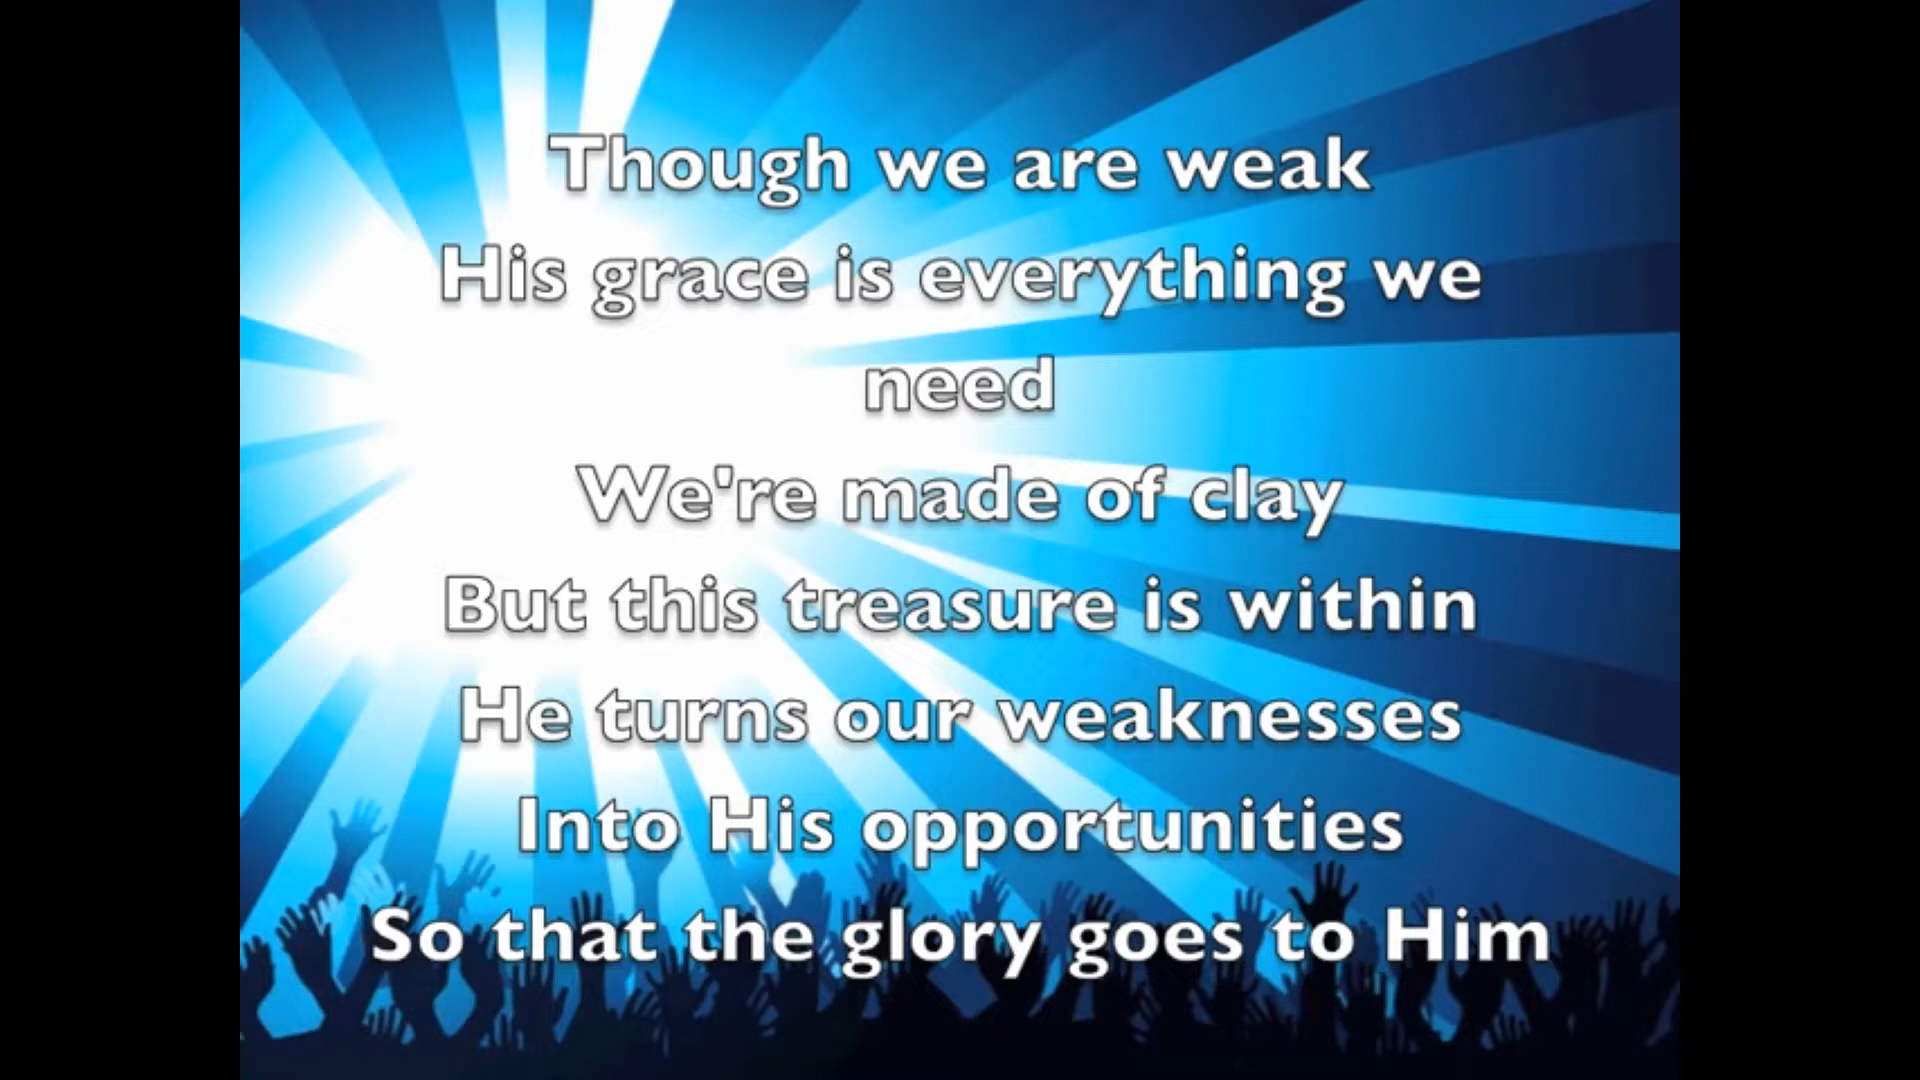 Though we are weak
His grace is everything we
need
We're made of clay
But this treasure is within
He turns our weaknesses
Into His opportunities
So that the glory goes to Him